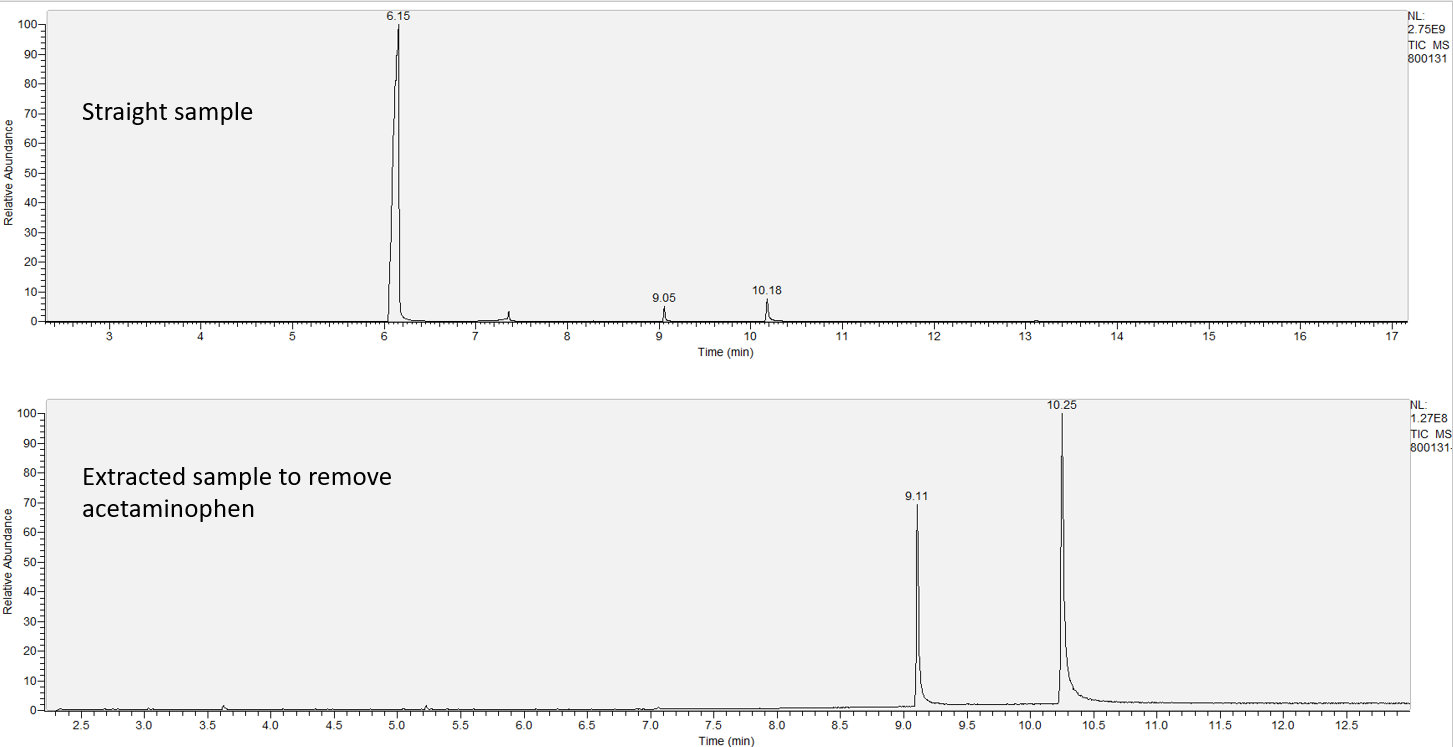 6.15
NL:
2.75E9
TIC MS
800131
100
90
80
70
60
50
40
30
20
10
0
Relative Abundance
Straight sample
9.05
10.18
3 4 5 6 7 8 9 10 11 12 13 14 15 16 17
Time (min)
10.25
NL:
1.27E8
TIC MS
800131-
100
90
80
70
60
50
40
30
20
10
0
Relative Abundance
Extracted sample to remove
acetaminophen
9.11
2.5 3.0 3.5 4.0 4.5 5.0 5.5 6.0 6.5 7.0 7.5 8.0 8.5 9.0 9.5 10.0 10.5 11.0 11.5 12.0 12.5
Time (min)